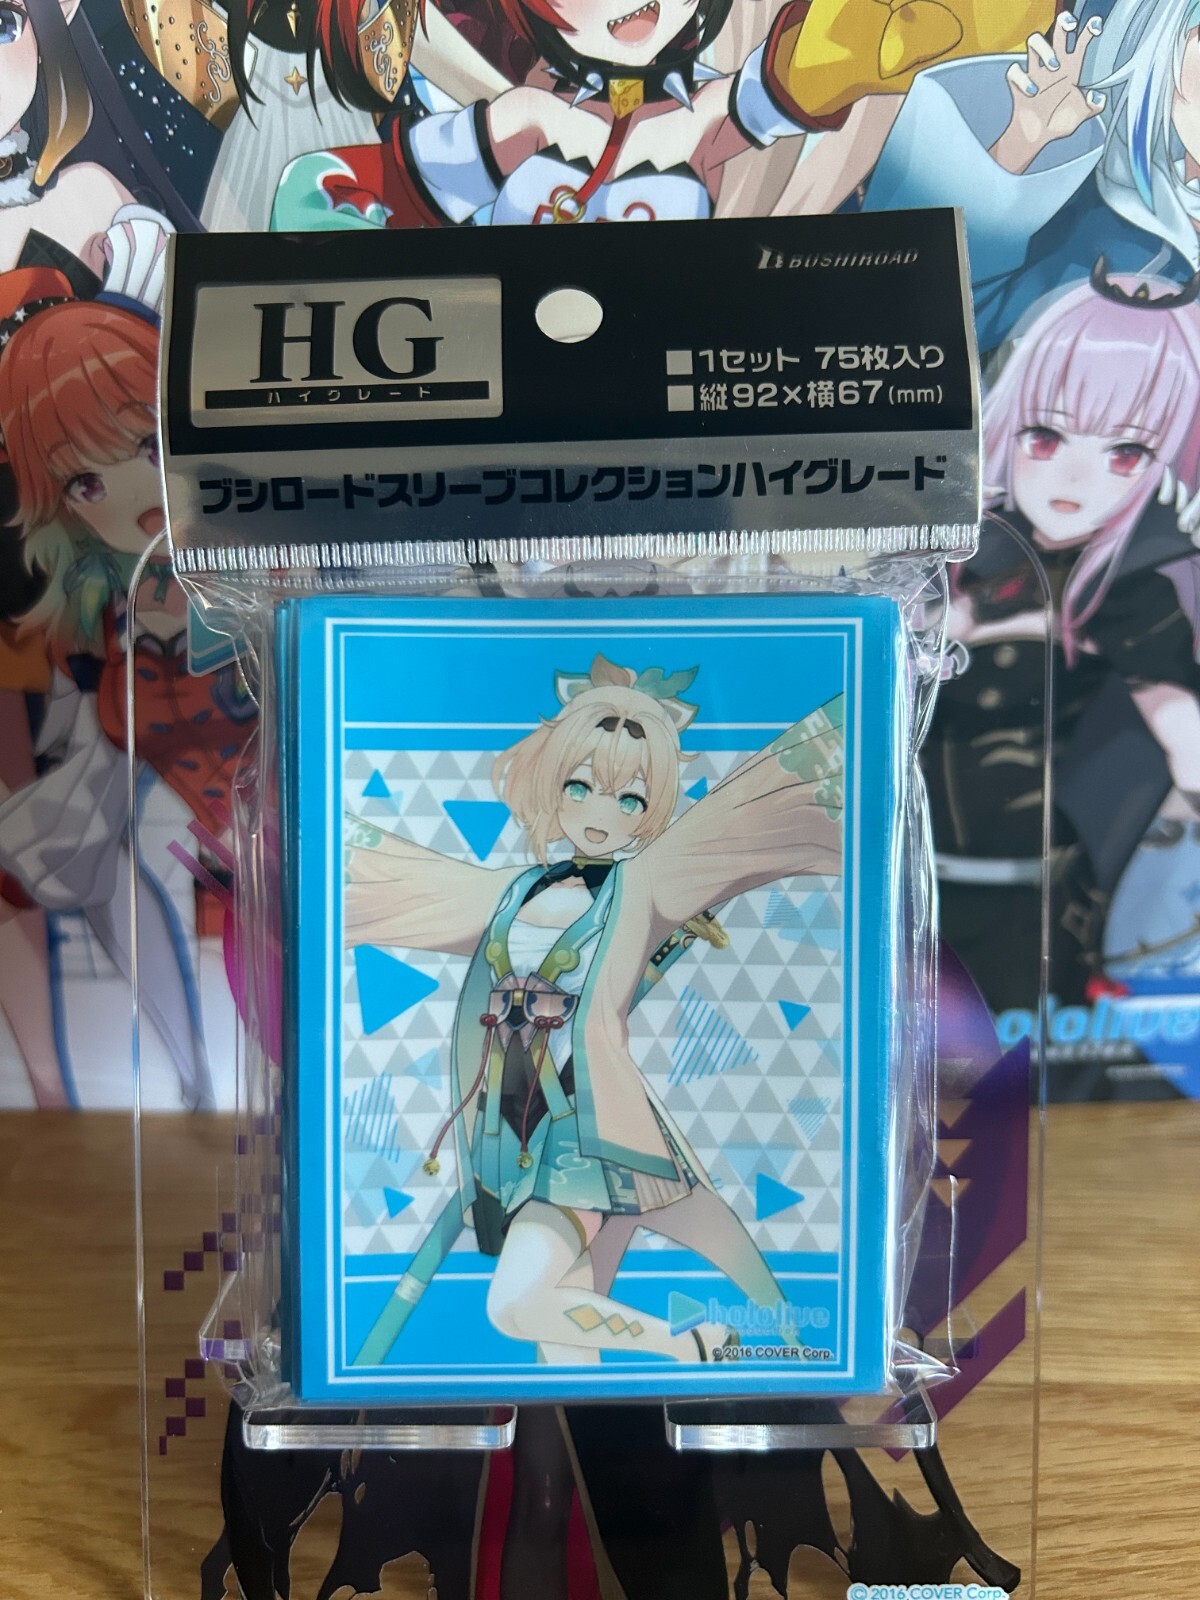 BUSHIROAD
HG
ハイグレード
■1セット 75枚入り
■縦92×横67(mm)
ブシロードスリーブコレクションハイグレード
hololive
© 2016 COVER Corp.
hololive
© 2016 COVER Corp.